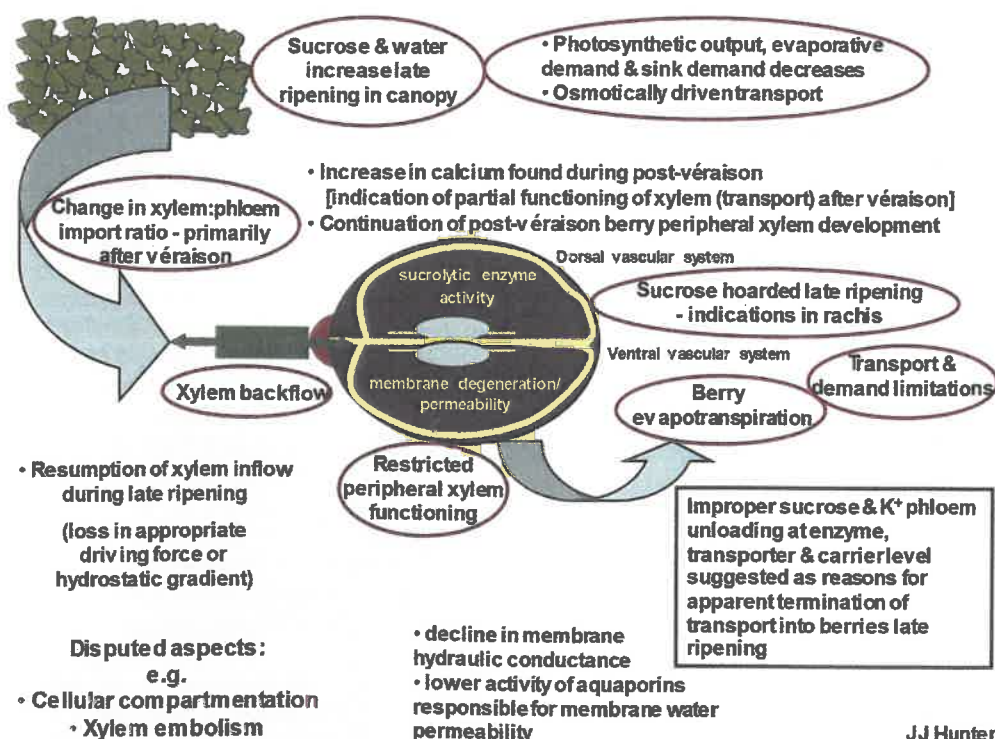 Sucrose & water
increase late
ripening in canopy
• Photosynthetic output, evaporative
demand & sink demand decreases
• Osmotically driven transport
• Increase in calcium found during post-véraison
[indication of partial functioning of xylem (transport) after véraison]
• Continuation of post-véraison berry peripheral xylem development
Change in xylem:phloem
import ratio - primarily
after véraison
Dorsal vascular system
sucrolytic enzyme
activity
Sucrose hoarded late ripening
- indications in rachis
Ventral vascular system
membrane degeneration/
permeability
Transport &
demand limitations
Xylem backflow
Berry
evapotranspiration
• Resumption of xylem inflow
during late ripening
(loss in appropriate
driving force or
hydrostatic gradient)
Restricted
peripheral xylem
functioning
Improper sucrose & K⁺ phloem
unloading at enzyme,
transporter & carrier level
suggested as reasons for
apparent termination of
transport into berries late
ripening
Disputed aspects:
e.g.
• Cellular compartmentation
• Xylem embolism
• decline in membrane
hydraulic conductance
• lower activity of aquaporins
responsible for membrane water
permeability
JJ Hunter